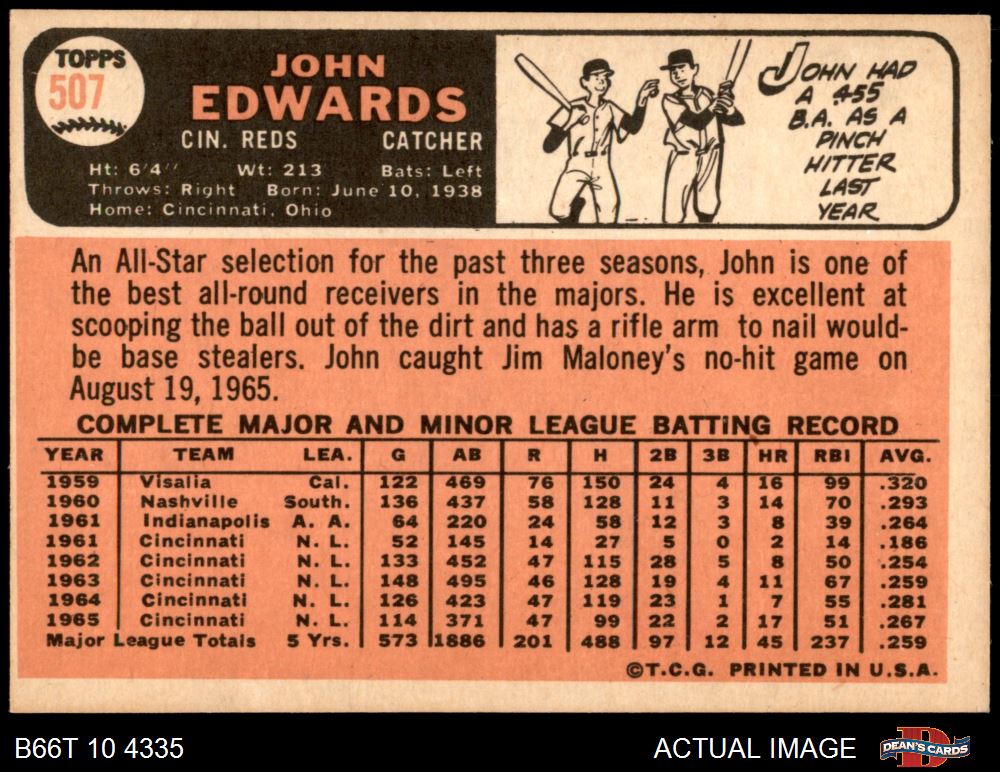 TOPPS
507
JOHN
EDWARDS
CIN. REDS CATCHER
Ht: 6'4" Wt: 213 Bats: Left
Throws: Right Born: June 10, 1938
Home: Cincinnati, Ohio
JOHN HAD
A .455
B.A. AS A
PINCH
HITTER
LAST
YEAR
An All-Star selection for the past three seasons, John is one of
the best all-round receivers in the majors. He is excellent at
scooping the ball out of the dirt and has a rifle arm to nail would-
be base stealers. John caught Jim Maloney's no-hit game on
August 19, 1965.
COMPLETE MAJOR AND MINOR LEAGUE BATTING RECORD
YEAR TEAM LEA. G AB R H 2B 3B HR RBI AVG.
1959 Visalia Cal. 122 469 76 150 24 4 16 99 .320
1960 Nashville South. 136 437 58 128 11 3 14 70 .293
1961 Indianapolis A. A. 64 220 24 58 12 3 8 39 .264
1961 Cincinnati N. L. 52 145 14 27 5 0 2 14 .186
1962 Cincinnati N. L. 133 452 47 115 28 5 8 50 .254
1963 Cincinnati N. L. 148 495 46 128 19 4 11 67 .259
1964 Cincinnati N. L. 126 423 47 119 23 1 7 55 .281
1965 Cincinnati N. L. 114 371 47 99 22 2 17 51 .267
Major League Totals 5 Yrs. 573 1886 201 488 97 12 45 237 .259
©T.C.G. PRINTED IN U.S.A.
B66T 10 4335 ACTUAL IMAGE DEAN'S CARDS